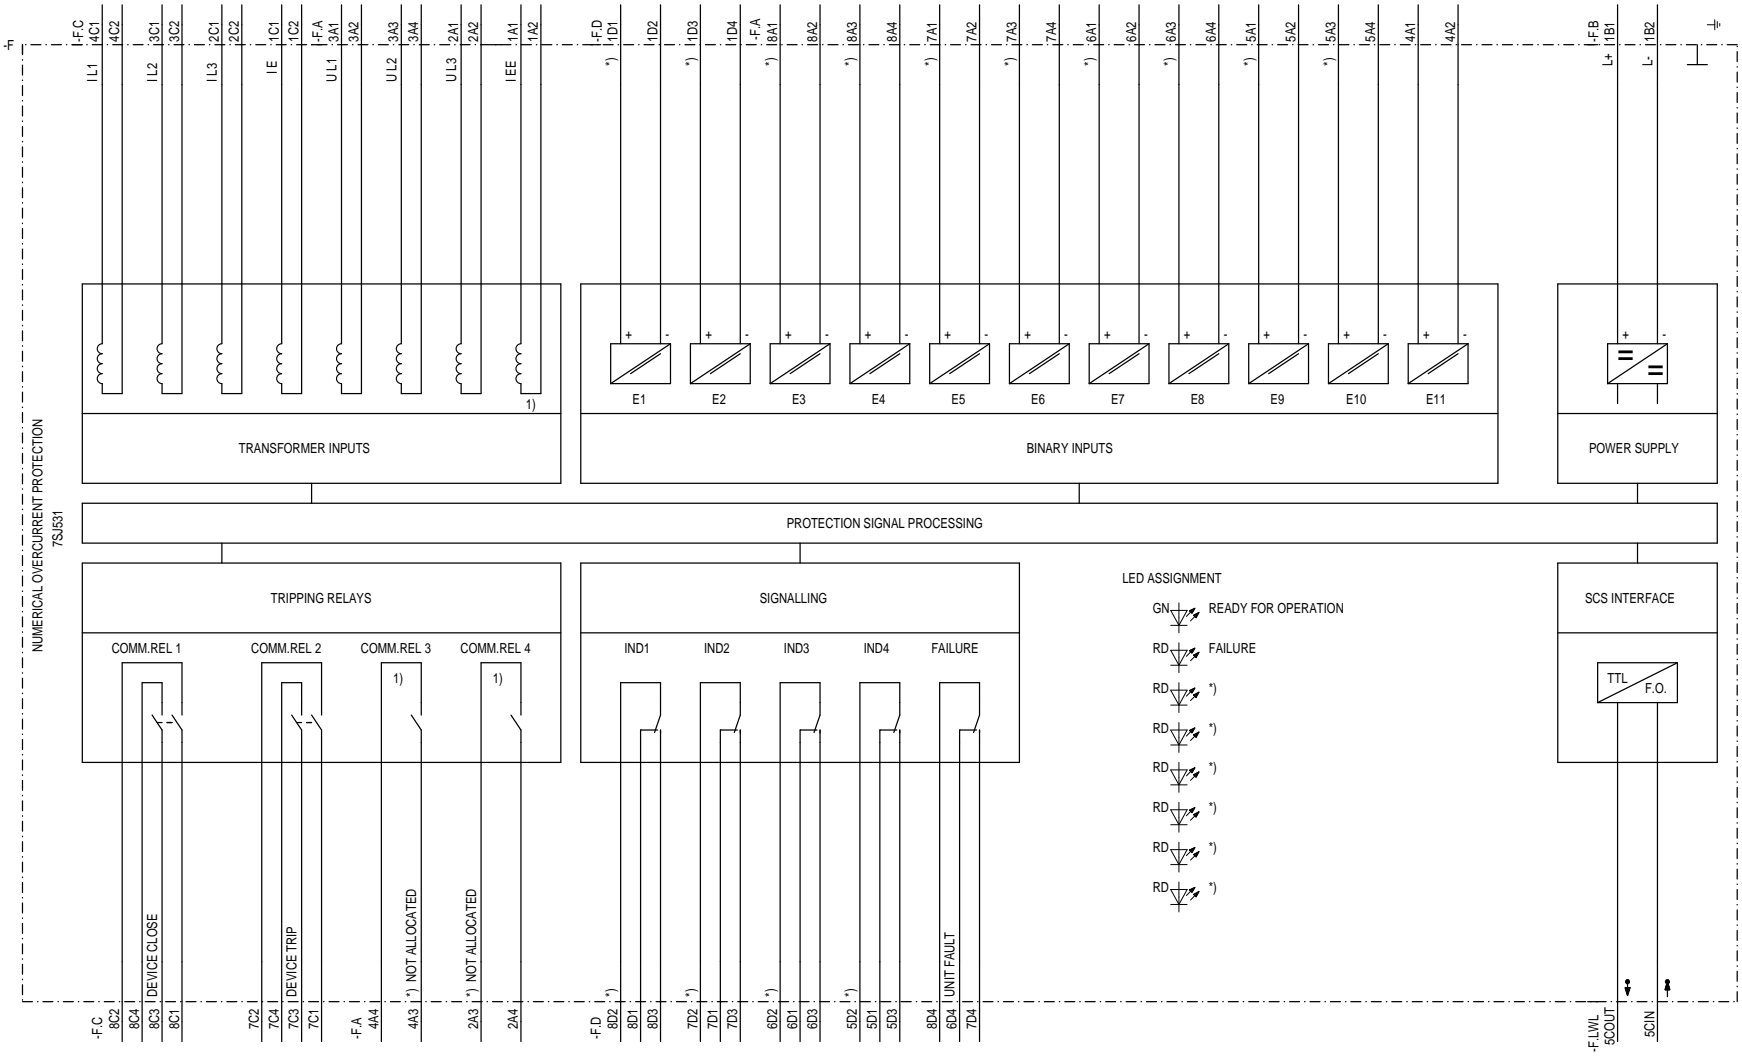 -F
-F.C
4C1
4C2
3C1
3C2
2C1
2C2
1C1
1C2
-F.A
3A1
3A2
3A3
3A4
2A1
2A2
1A1
1A2
-F.D
1D1
1D2
1D3
1D4
-F.A
8A1
8A2
8A3
8A4
7A1
7A2
7A3
7A4
6A1
6A2
6A3
6A4
5A1
5A2
5A3
5A4
4A1
4A2
-F.B
1B1
1B2
I L1
I L2
I L3
I E
U L1
U L2
U L3
I EE
*)
*)
*)
*)
*)
*)
*)
*)
*)
*)
L+
L-
+ -
+ -
+ -
+ -
+ -
+ -
+ -
+ -
+ -
+ -
+ -
+ -
1)
E1
E2
E3
E4
E5
E6
E7
E8
E9
E10
E11
TRANSFORMER INPUTS
BINARY INPUTS
POWER SUPPLY
NUMERICAL OVERCURRENT PROTECTION
7SJ531
PROTECTION SIGNAL PROCESSING
TRIPPING RELAYS
SIGNALLING
LED ASSIGNMENT
SCS INTERFACE
COMM.REL 1
COMM.REL 2
COMM.REL 3
COMM.REL 4
1)
1)
IND1
IND2
IND3
IND4
FAILURE
GN READY FOR OPERATION
RD FAILURE
RD *)
RD *)
RD *)
RD *)
RD *)
RD *)
TTL
F.O.
DEVICE CLOSE
DEVICE TRIP
*) NOT ALLOCATED
*) NOT ALLOCATED
*)
*)
*)
*)
UNIT FAULT
-F.C
8C2
8C4
8C3
8C1
7C2
7C4
7C3
7C1
-F.A
4A4
4A3
2A3
2A4
-F.D
8D2
8D1
8D3
7D2
7D1
7D3
6D2
6D1
6D3
5D2
5D1
5D3
8D4
6D4
7D4
-F.LWL
5COUT
5CIN